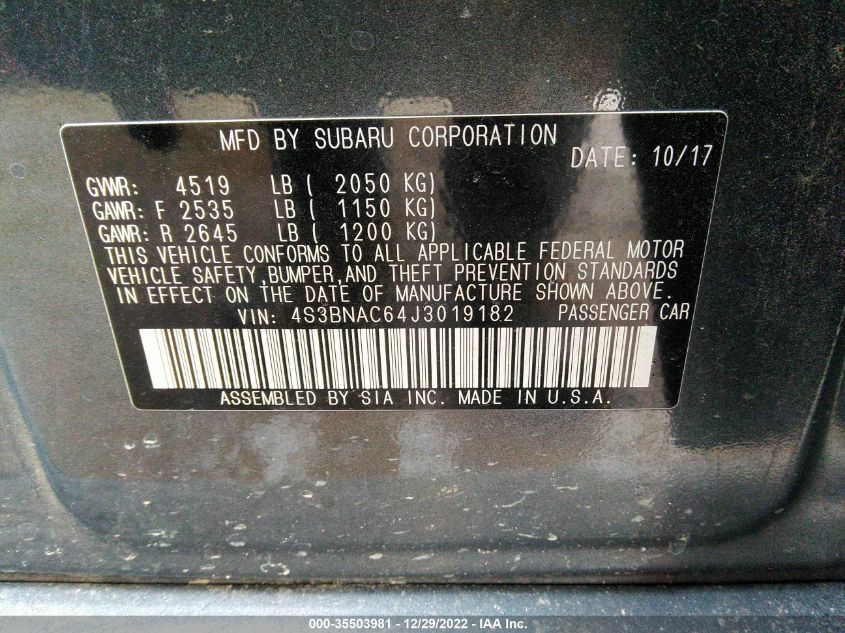 MFD BY SUBARU CORPORATION
DATE: 10/17
GVWR: 4519 LB ( 2050 KG)
GAWR: F 2535 LB ( 1150 KG)
GAWR: R 2645 LB ( 1200 KG)
THIS VEHICLE CONFORMS TO ALL APPLICABLE FEDERAL MOTOR
VEHICLE SAFETY,BUMPER,AND THEFT PREVENTION STANDARDS
IN EFFECT ON THE DATE OF MANUFACTURE SHOWN ABOVE.
VIN: 4S3BNAC64J3019182 PASSENGER CAR
ASSEMBLED BY SIA INC. MADE IN U.S.A.
000-35503981 - 12/29/2022 - IAA Inc.